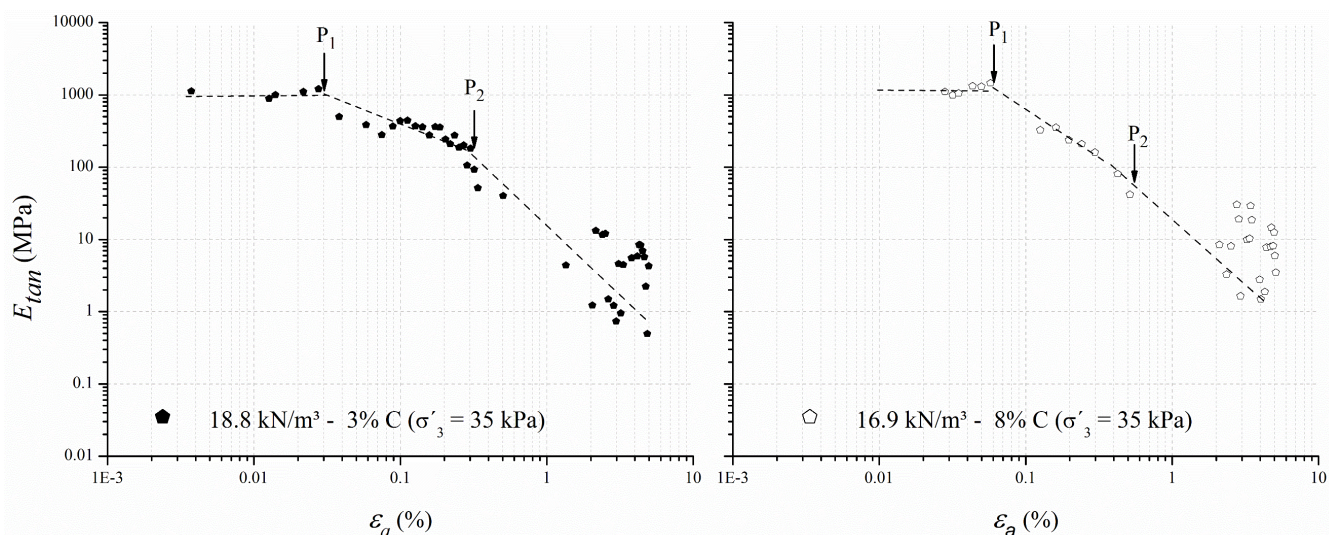 10000
1000
100
10
1
0.1
0.01
E_tan (MPa)
P₁
P₂
18.8 kN/m³ - 3% C (σ´₃ = 35 kPa)
1E-3 0.01 0.1 1 10
εa (%)
P₁
P₂
16.9 kN/m³ - 8% C (σ´₃ = 35 kPa)
1E-3 0.01 0.1 1 10
εa (%)